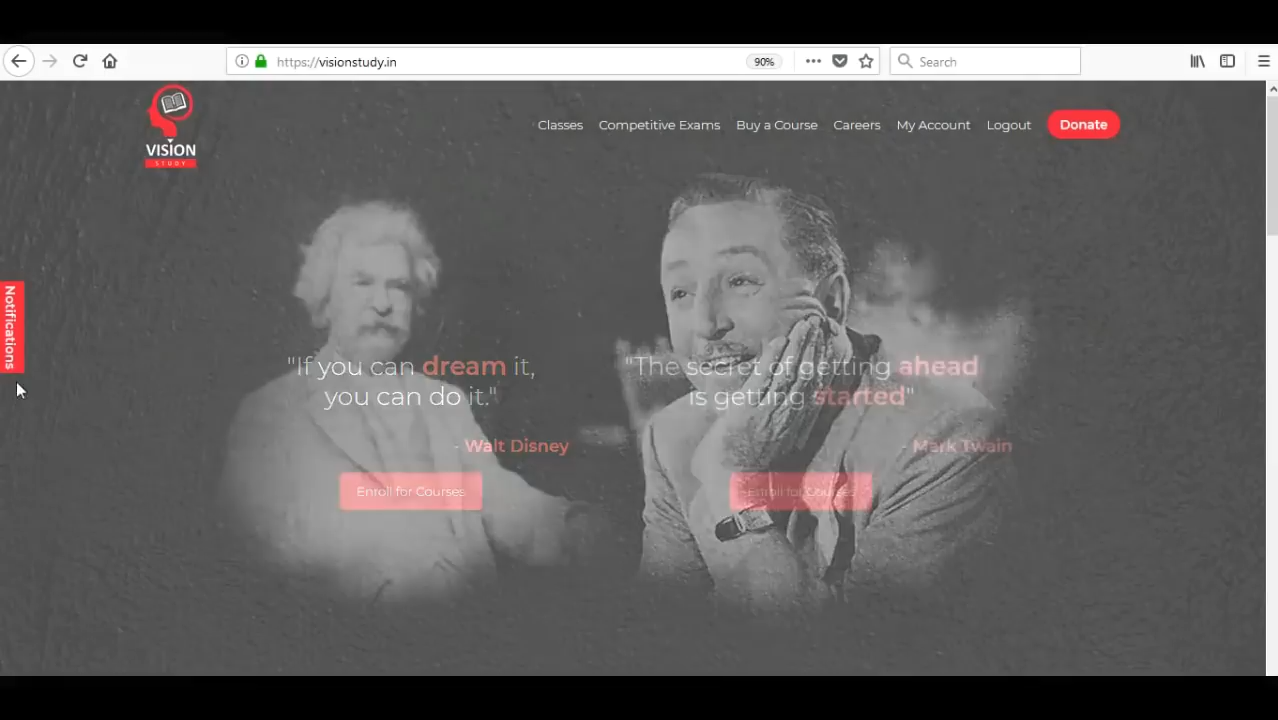 https://visionstudy.in
90%
Search
VISION
STUDY
Classes
Competitive Exams
Buy a Course
Careers
My Account
Logout
Donate
Notifications
"If you can dream it,
you can do it."
- Walt Disney
Enroll for Courses
"The secret of getting ahead
is getting started"
- Mark Twain
Enroll for Courses